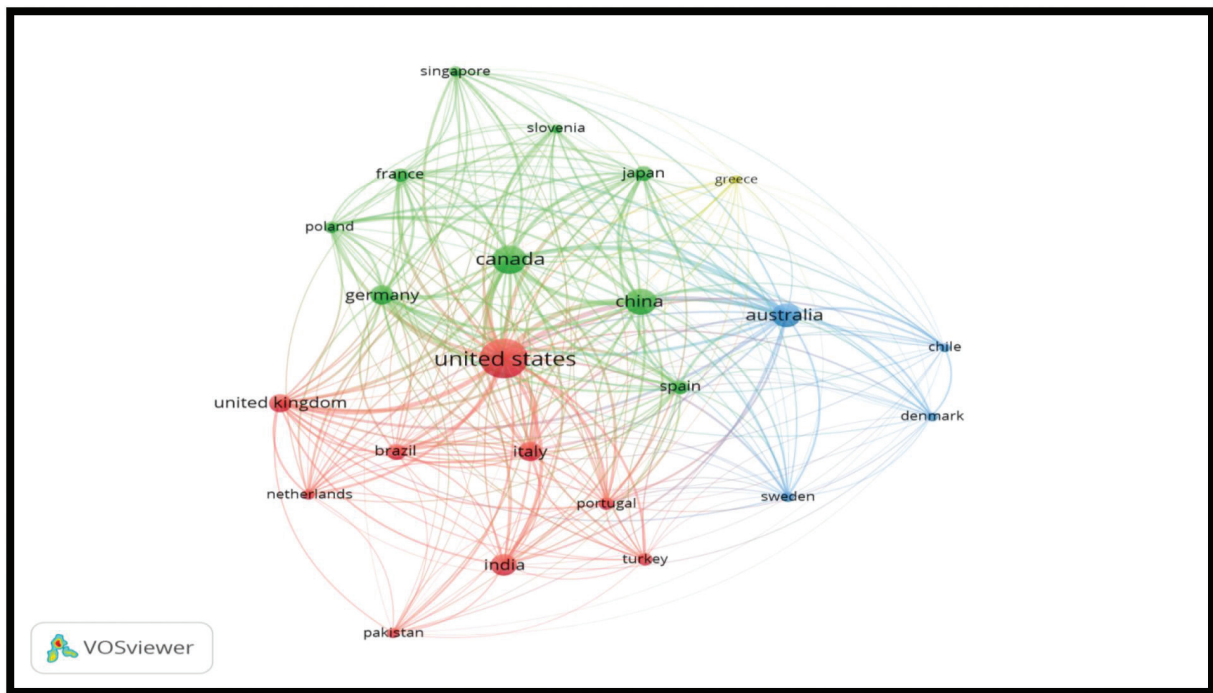 singapore
slovenia
france
japan
greece
poland
canada
germany
china
australia
united states
chile
spain
united kingdom
denmark
brazil
italy
netherlands
sweden
portugal
turkey
india
pakistan
VOSviewer